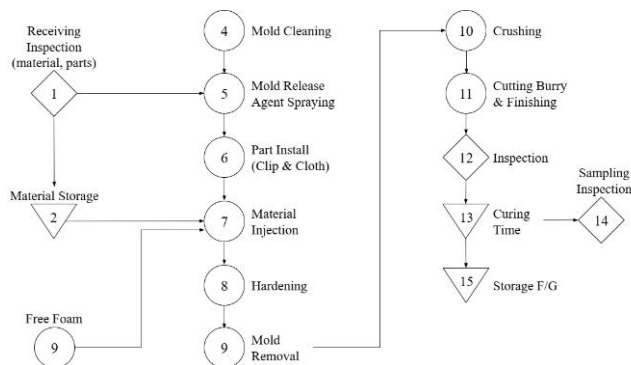 Receiving
Inspection
(material, parts)
1
Material Storage
2
Free Foam
9
4
Mold Cleaning
5
Mold Release
Agent Spraying
6
Part Install
(Clip & Cloth)
7
Material
Injection
8
Hardening
9
Mold
Removal
10
Crushing
11
Cutting Burry
& Finishing
12
Inspection
13
Curing
Time
Sampling
Inspection
14
15
Storage F/G